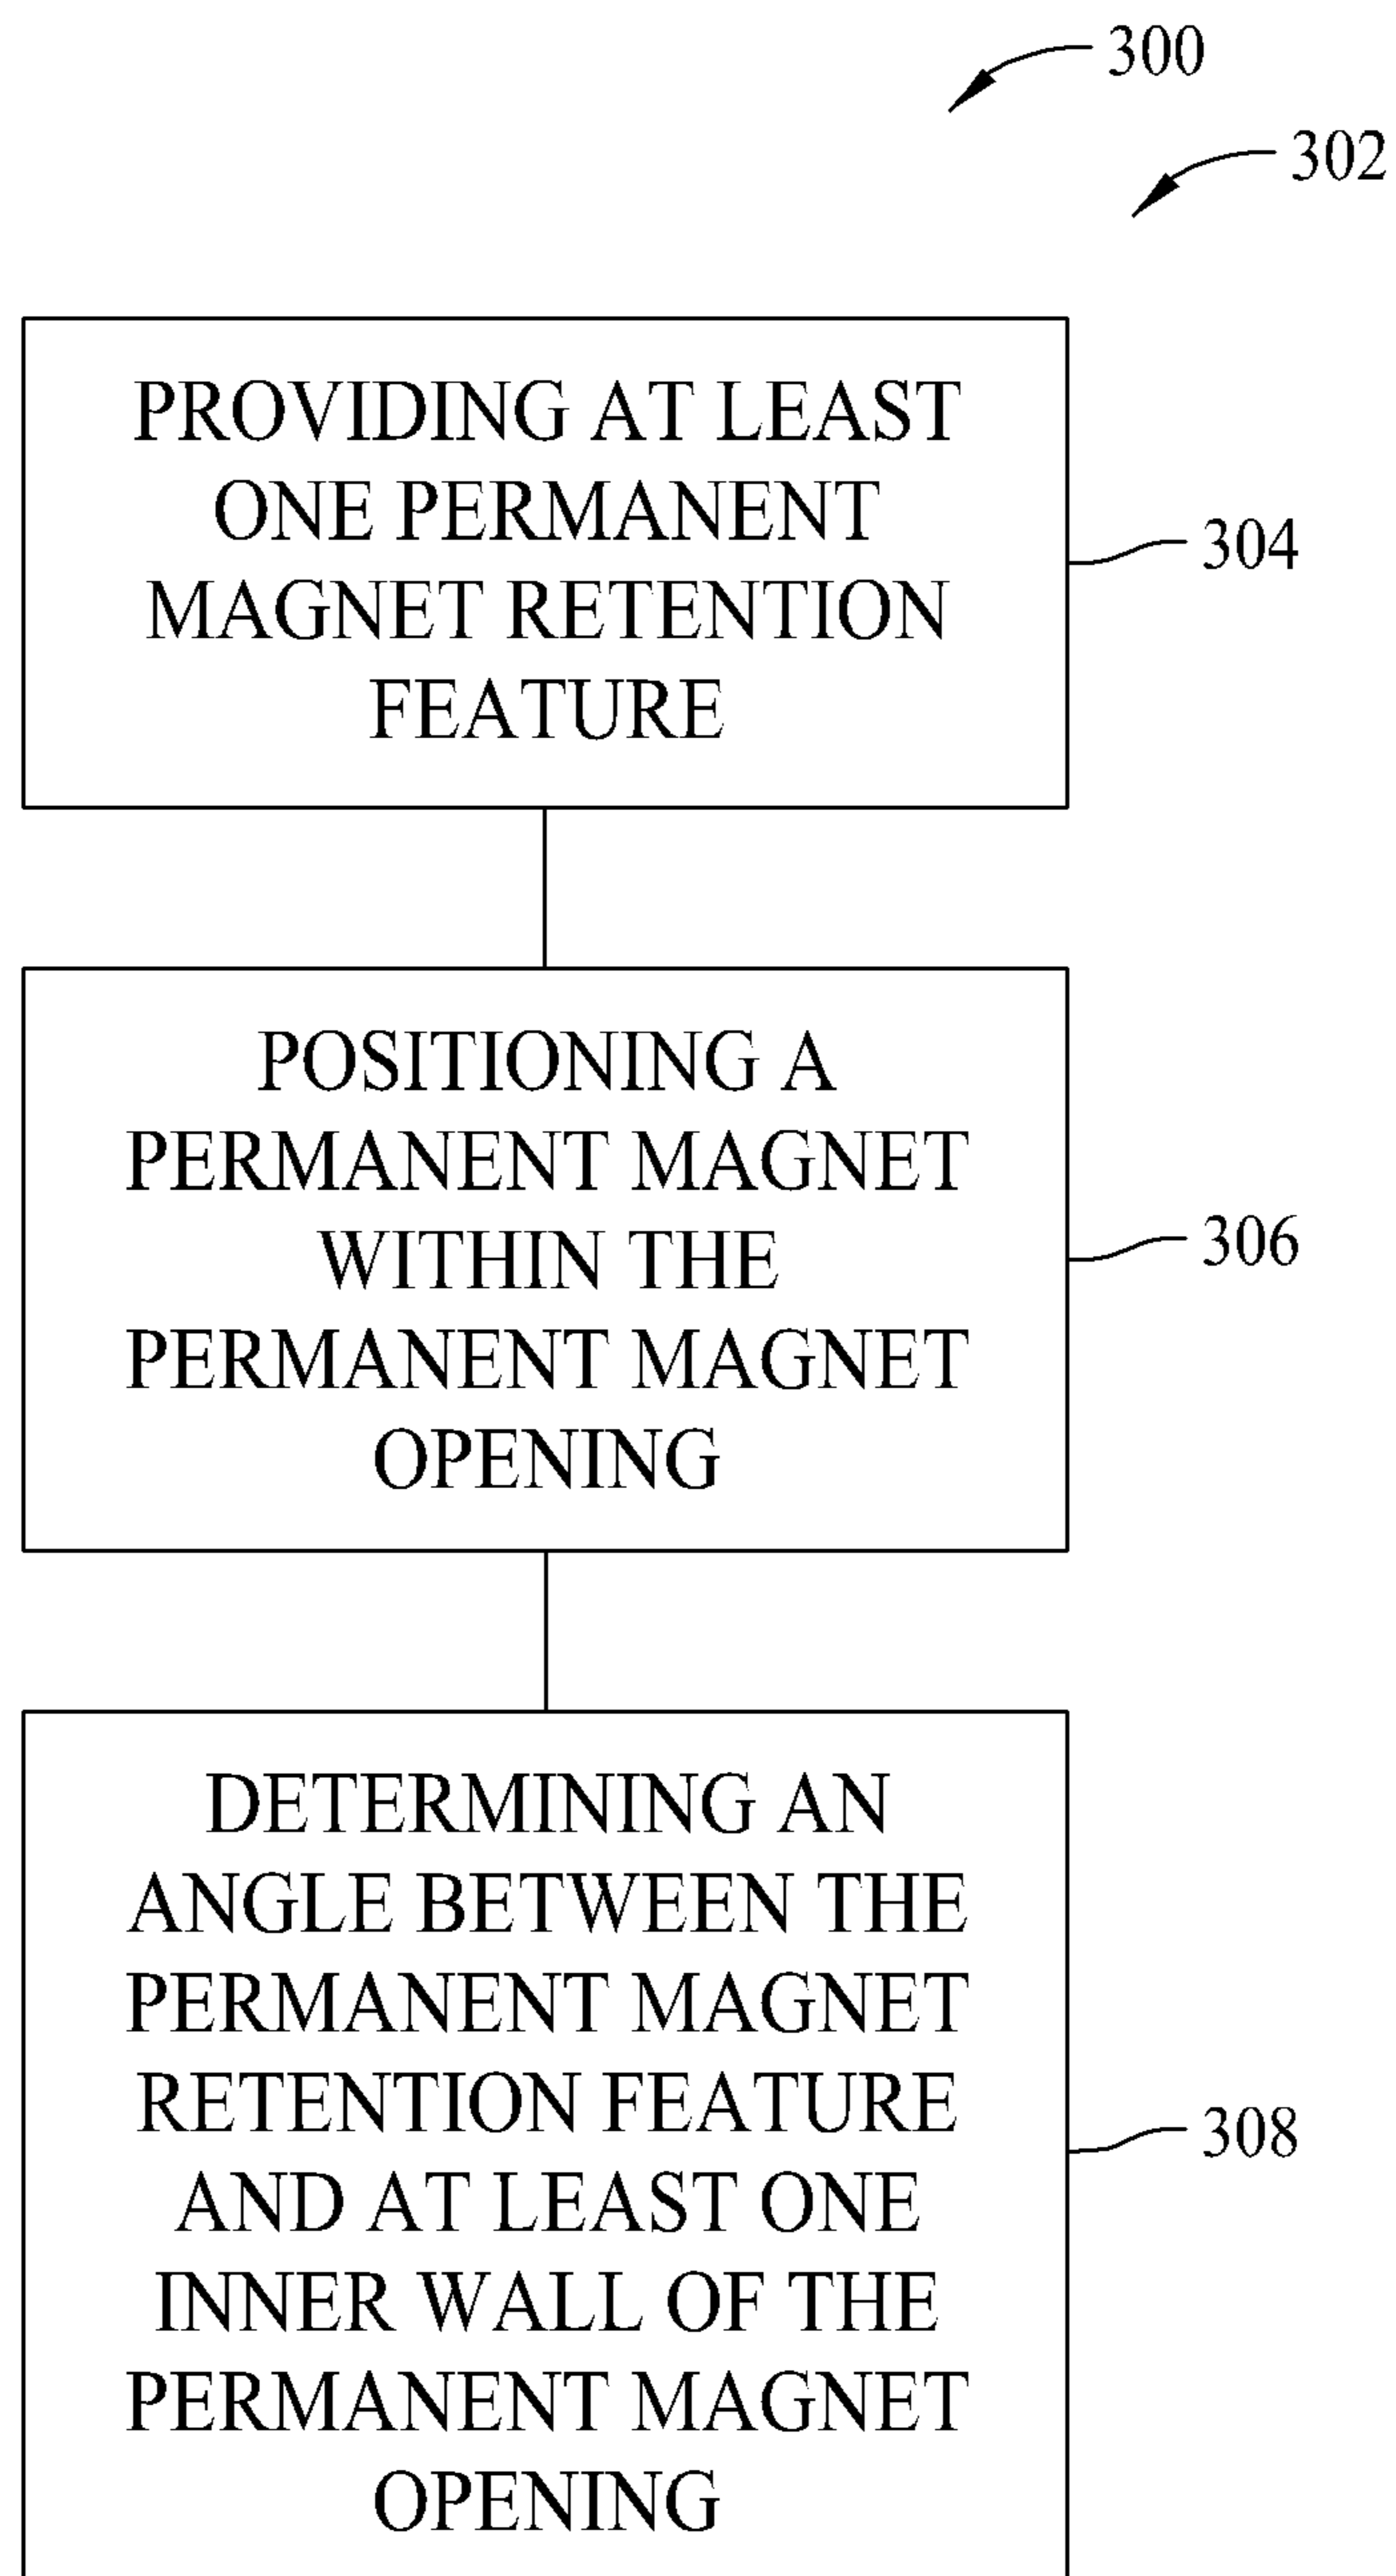 300
302
PROVIDING AT LEAST
ONE PERMANENT
MAGNET RETENTION
FEATURE
304
POSITIONING A
PERMANENT MAGNET
WITHIN THE
PERMANENT MAGNET
OPENING
306
DETERMINING AN
ANGLE BETWEEN THE
PERMANENT MAGNET
RETENTION FEATURE
AND AT LEAST ONE
INNER WALL OF THE
PERMANENT MAGNET
OPENING
308